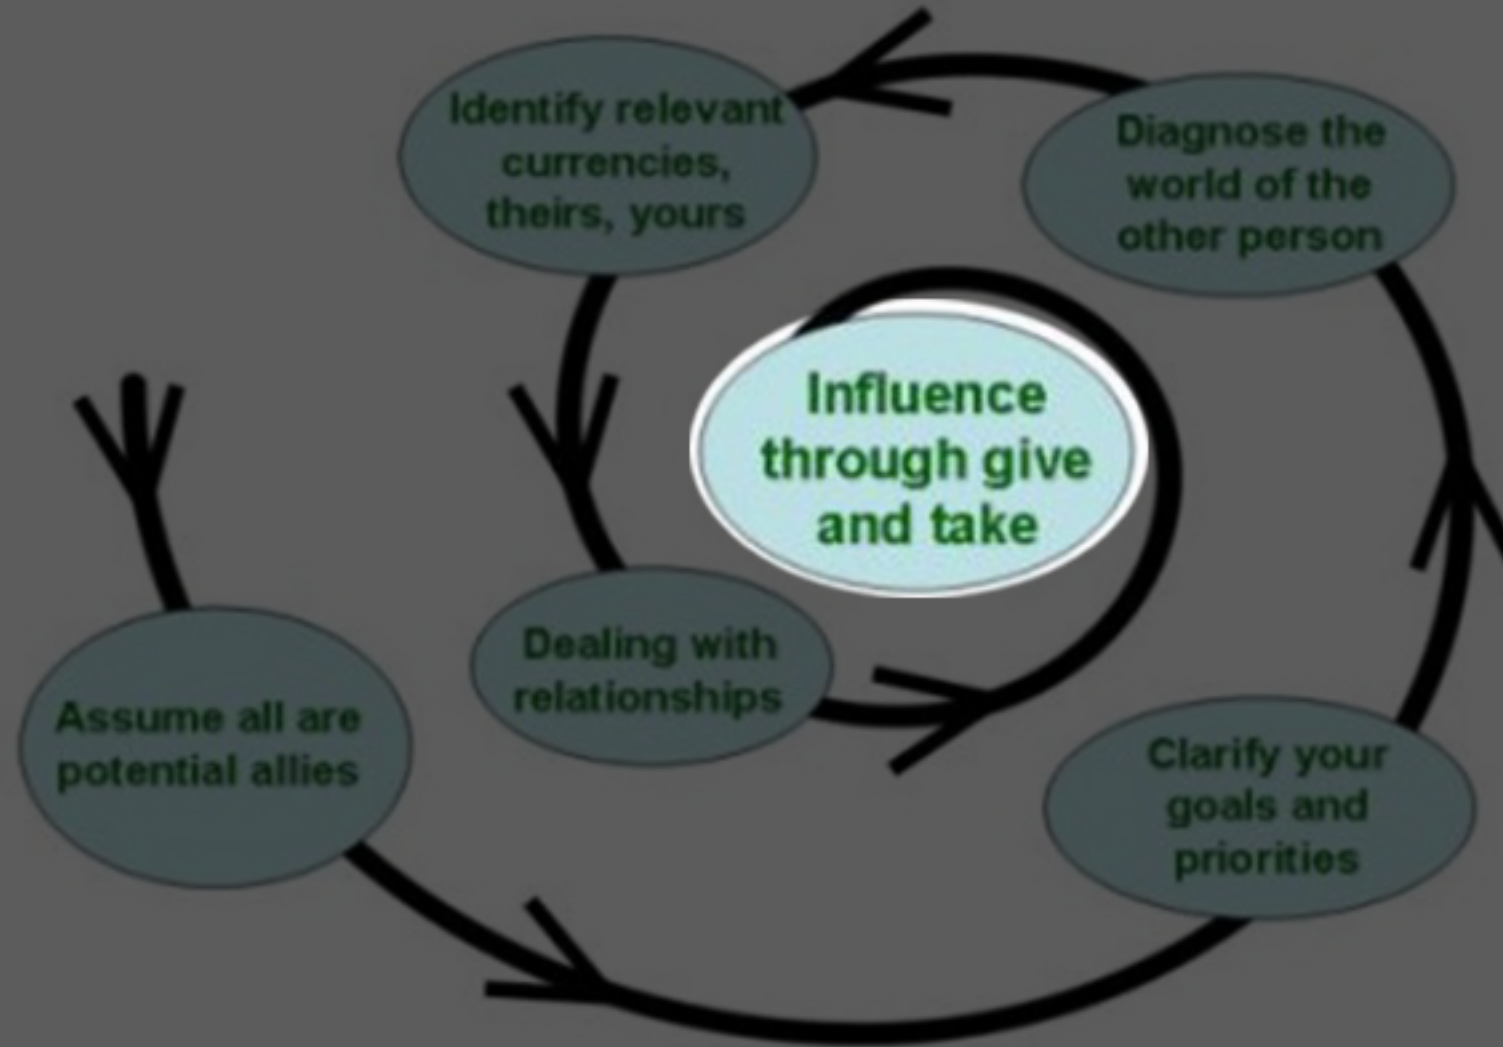 Identify relevant
currencies,
theirs, yours
Diagnose the
world of the
other person
Influence
through give
and take
Dealing with
relationships
Assume all are
potential allies
Clarify your
goals and
priorities